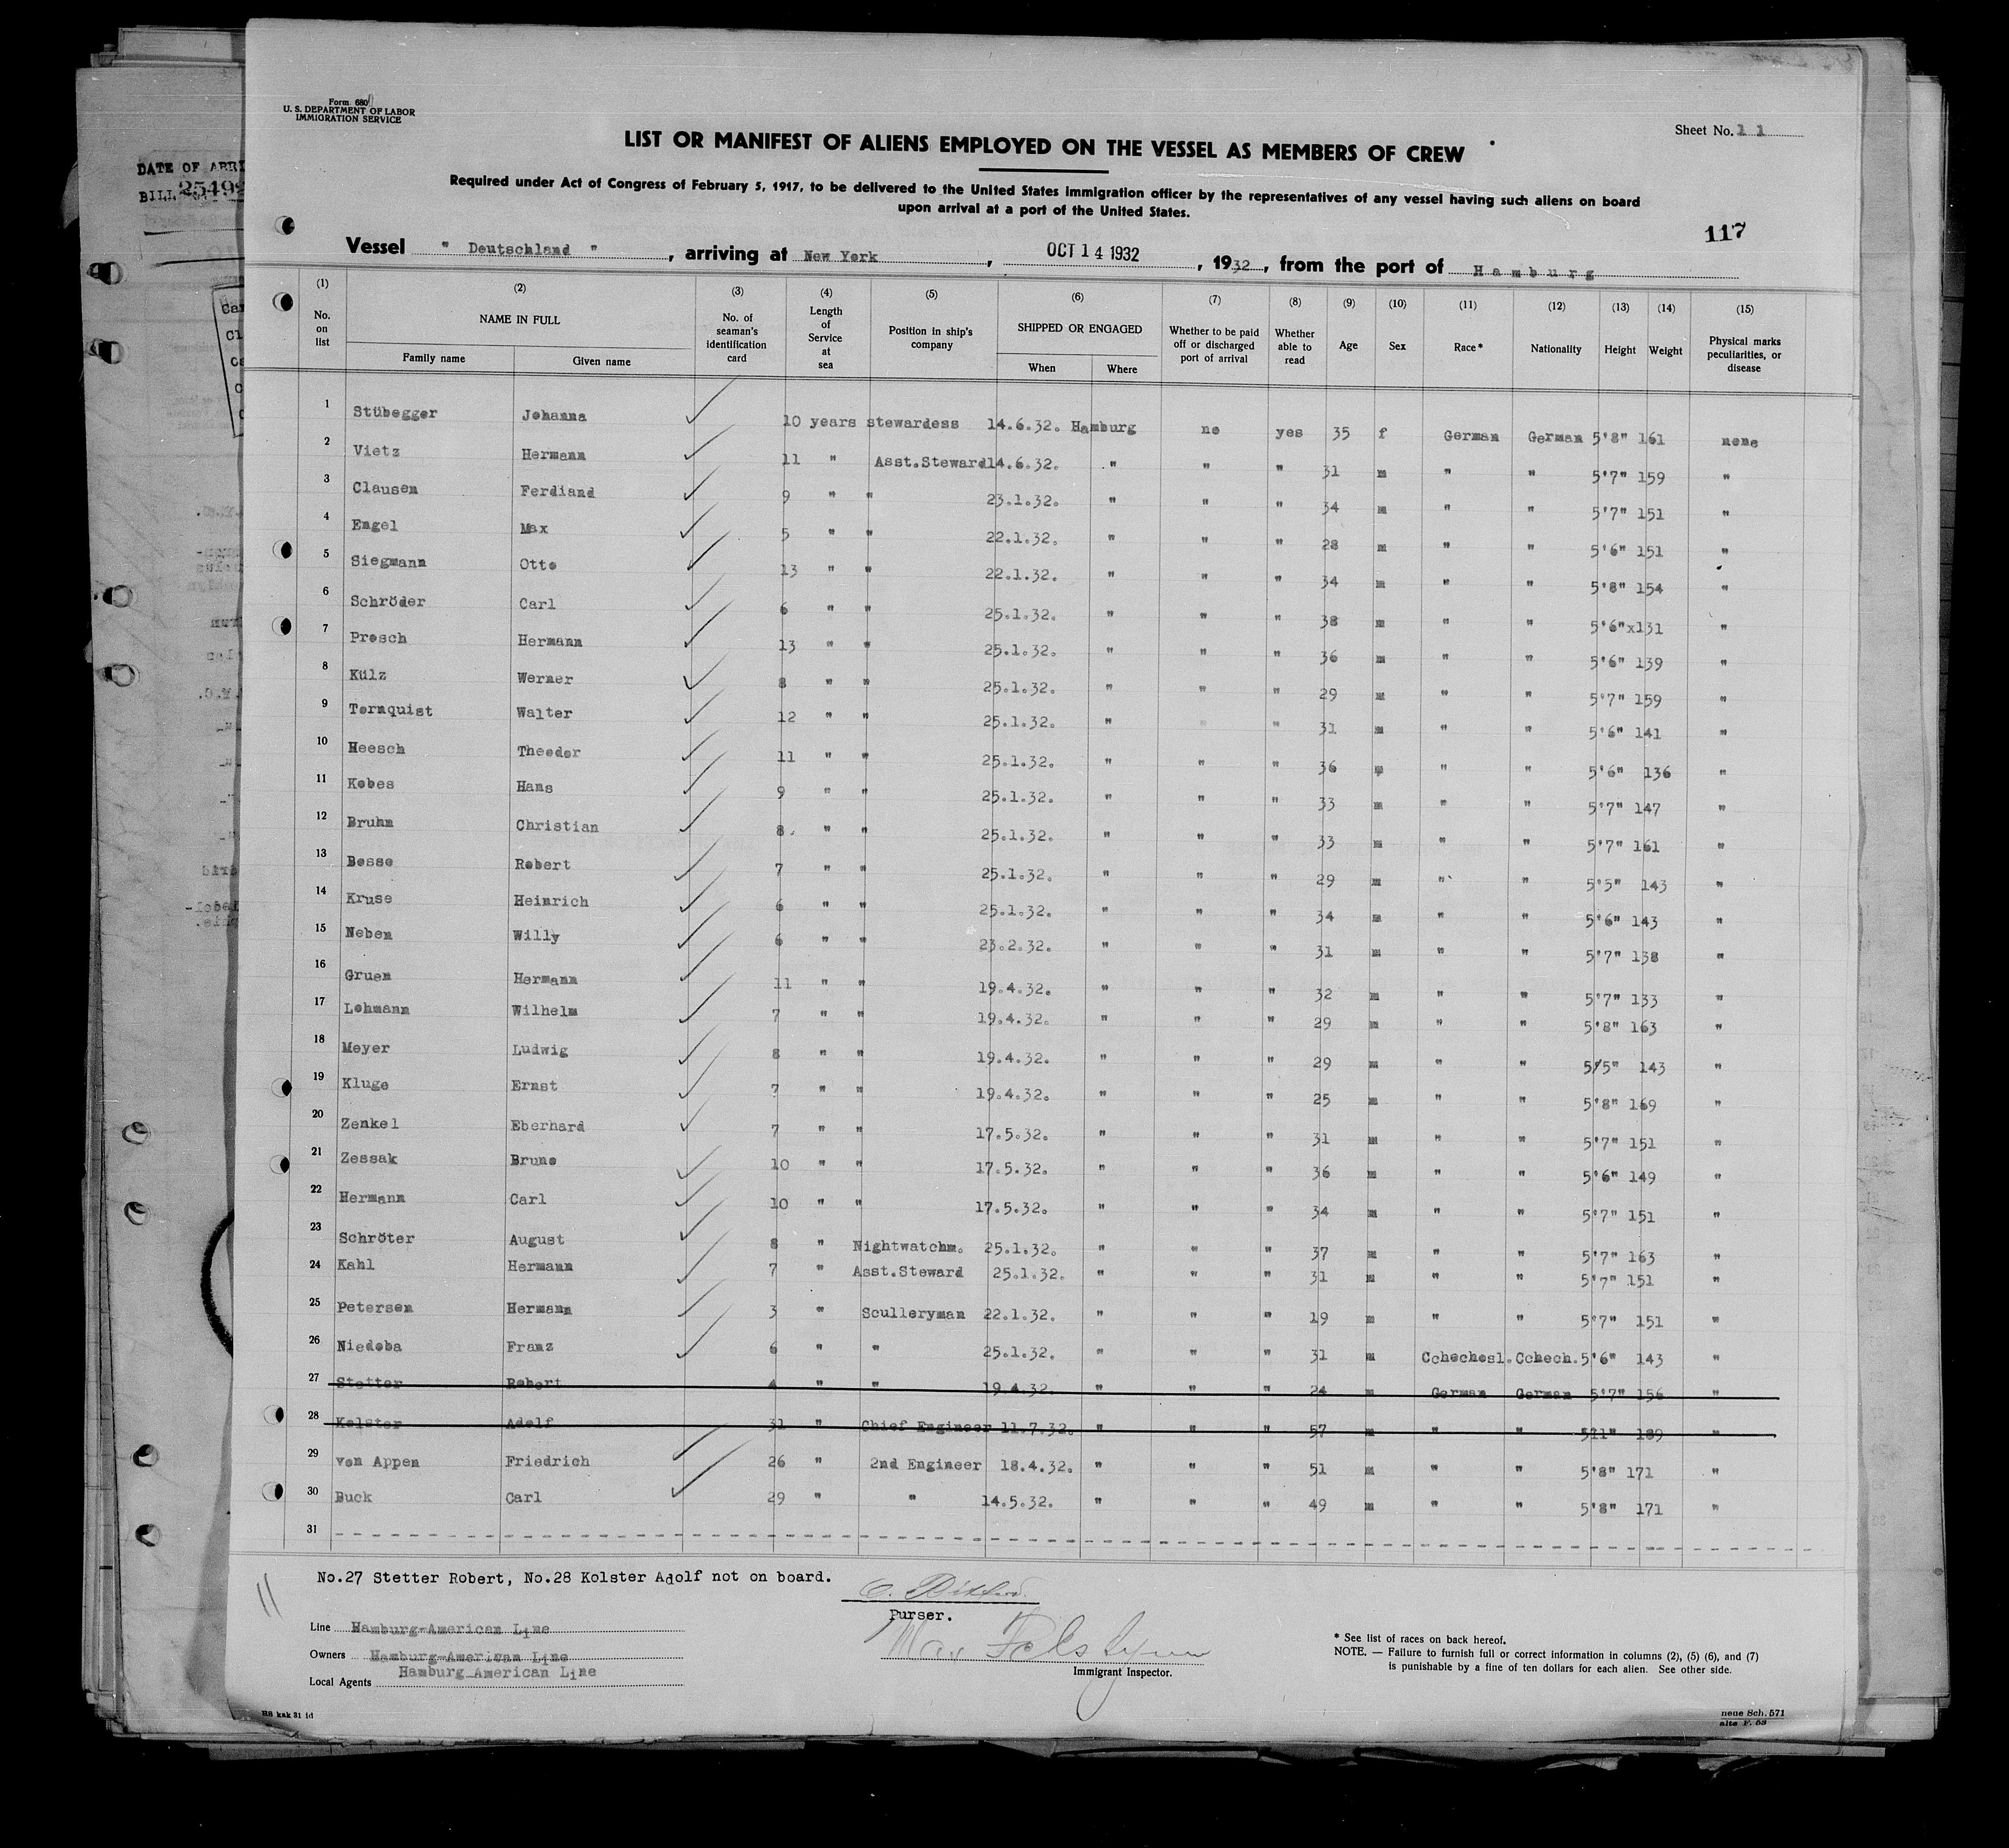 Form 680
U. S. DEPARTMENT OF LABOR
IMMIGRATION SERVICE
Sheet No. 11
LIST OR MANIFEST OF ALIENS EMPLOYED ON THE VESSEL AS MEMBERS OF CREW
Required under Act of Congress of February 5, 1917, to be delivered to the United States immigration officer by the representatives of any vessel having such aliens on board
upon arrival at a port of the United States.
117
DATE OF
BILL 2549
Vessel " Deutschland " , arriving at New York , OCT 14 1932 , 1932 , from the port of Hamburg
(1) (2) (3) (4) (5) (6) (7) (8) (9) (10) (11) (12) (13) (14) (15)
No. on list NAME IN FULL Family name Given name No. of seaman's identification card Length of Service at sea Position in ship's company SHIPPED OR ENGAGED When Where Whether to be paid off or discharged port of arrival Whether able to read Age Sex Race* Nationality Height Weight Physical marks peculiarities, or disease
1 Stübegger Johanna 10 years stewardess 14.6.32. Hamburg no yes 35 f German German 5'8" 161 none
2 Vietz Hermann 11 " Asst.Steward 14.6.32. " " " 31 m " " 5'7" 159 "
3 Clausen Ferdiand 9 " " 23.1.32. " " " 34 m " " 5'7" 151 "
4 Engel Max 5 " " 22.1.32. " " " 28 m " " 5'6" 151 "
5 Siegmann Otto 13 " " 22.1.32. " " " 34 m " " 5'8" 154 "
6 Schröder Carl 6 " " 25.1.32. " " " 38 m " " 5'6"x131 "
7 Prosch Hermann 13 " " 25.1.32. " " " 36 m " " 5'6" 139 "
8 Külz Werner 8 " " 25.1.32. " " " 29 m " " 5'7" 159 "
9 Tornquist Walter 12 " " 25.1.32. " " " 31 m " " 5'6" 141 "
10 Heesch Theodor 11 " " 25.1.32. " " " 36 m " " 5'6" 136 "
11 Kobes Hans 9 " " 25.1.32. " " " 33 m " " 5'7" 147 "
12 Bruhn Christian 8 " " 25.1.32. " " " 33 m " " 5'7" 161 "
13 Bosse Robert 7 " " 25.1.32. " " " 29 m " " 5'5" 143 "
14 Kruse Heinrich 6 " " 25.1.32. " " " 34 m " " 5'6" 143 "
15 Neben Willy 6 " " 23.2.32. " " " 31 m " " 5'7" 138 "
16 Gruen Hermann 11 " " 19.4.32. " " " 32 m " " 5'7" 133 "
17 Lohmann Wilhelm 7 " " 19.4.32. " " " 29 m " " 5'8" 163 "
18 Meyer Ludwig 8 " " 19.4.32. " " " 29 m " " 5/5" 143 "
19 Kluge Ernst 7 " " 19.4.32. " " " 25 m " " 5'8" 169 "
20 Zenkel Eberhard 7 " " 17.5.32. " " " 31 m " " 5'7" 151 "
21 Zessak Bruno 10 " " 17.5.32. " " " 36 m " " 5'6" 149 "
22 Hermann Carl 10 " " 17.5.32. " " " 34 m " " 5'7" 151 "
23 Schröter August 8 " Nightwatchm. 25.1.32. " " " 37 m " " 5'7" 163 "
24 Kahl Hermann 7 " Asst.Steward 25.1.32. " " " 31 m " " 5'7" 151 "
25 Petersen Hermann 3 " Sculleryman 22.1.32. " " " 19 m " " 5'7" 151 "
26 Niedoba Franz 6 " " 25.1.32. " " " 31 m Cchechosl. Cchech. 5'6" 143 "
27 Stetter Robert 4 " " 19.4.32. " " " 24 m German German 5'7" 156 "
28 Kolster Adolf 31 " Chief Engineer 11.7.32. " " " 57 " " 511" 189 "
29 von Appen Friedrich 26 " 2nd Engineer 18.4.32. " " " 51 m " " 5'8" 171 "
30 Buck Carl 29 " " 14.5.32. " " " 49 m " " 5'8" 171 "
31
No.27 Stetter Robert, No.28 Kolster Adolf not on board.
Purser.
11
Line Hamburg-American Line
Owners Hamburg-American Line
Local Agents Hamburg-American Line
Immigrant Inspector.
* See list of races on back hereof.
NOTE. — Failure to furnish full or correct information in columns (2), (5) (6), and (7)
is punishable by a fine of ten dollars for each alien. See other side.
HS kak 31 1d
neue Sch. 571
alte F. 53